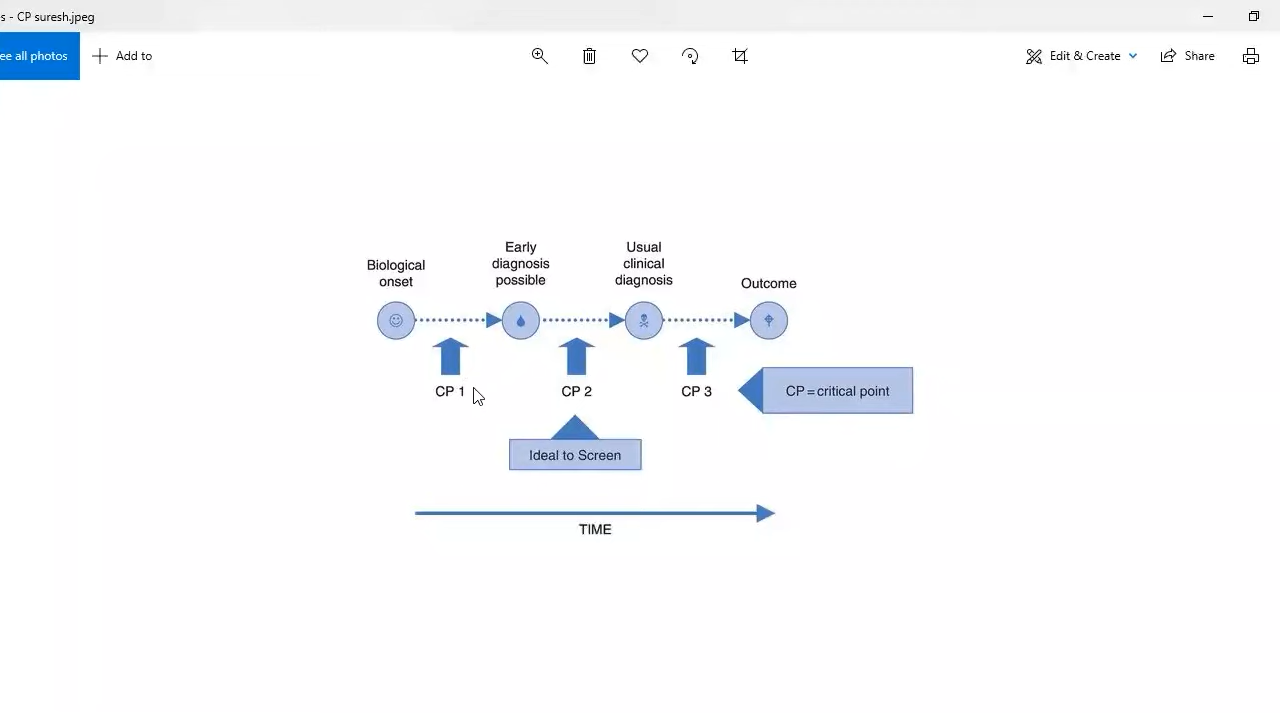 s - CP suresh.jpeg
ee all photos
Add to
Edit & Create
Share
Biological
onset
Early
diagnosis
possible
Usual
clinical
diagnosis
Outcome
CP 1
CP 2
CP 3
CP = critical point
Ideal to Screen
TIME